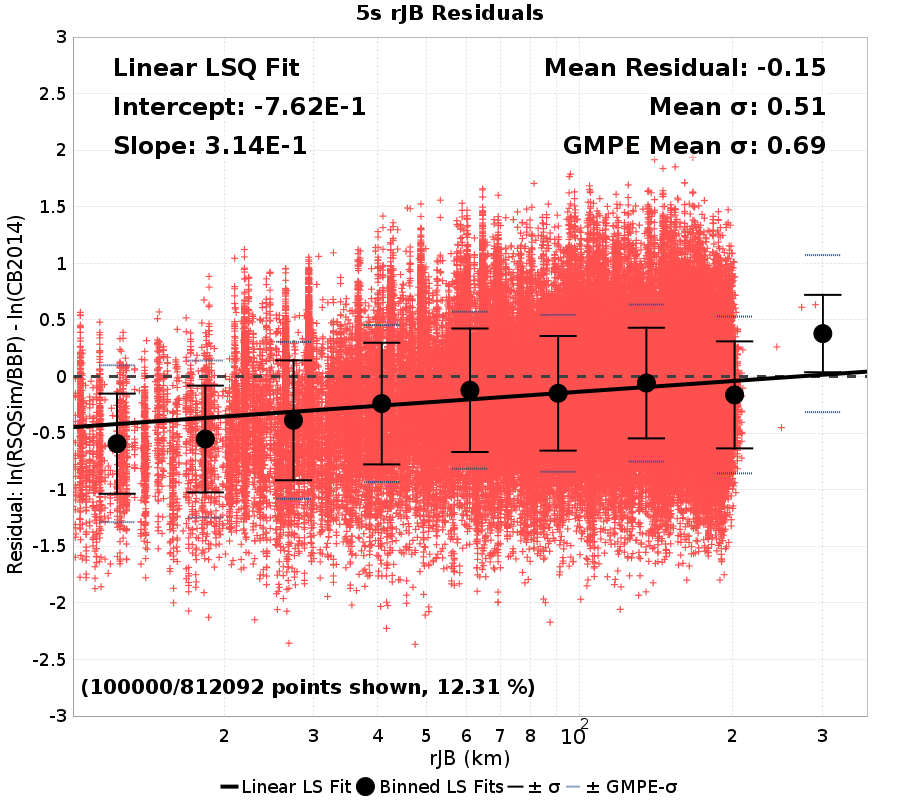 5s rJB Residuals
Linear LSQ Fit
Intercept: -7.62E-1
Slope: 3.14E-1
Mean Residual: -0.15
Mean σ: 0.51
GMPE Mean σ: 0.69
Residual: ln(RSQSim/BBP) - ln(CB2014)
3
2.5
2
1.5
1
0.5
0
-0.5
-1
-1.5
-2
-2.5
-3
(100000/812092 points shown, 12.31 %)
2 3 4 5 6 7 8 10² 2 3
rJB (km)
Linear LS Fit Binned LS Fits ± σ ± GMPE-σ